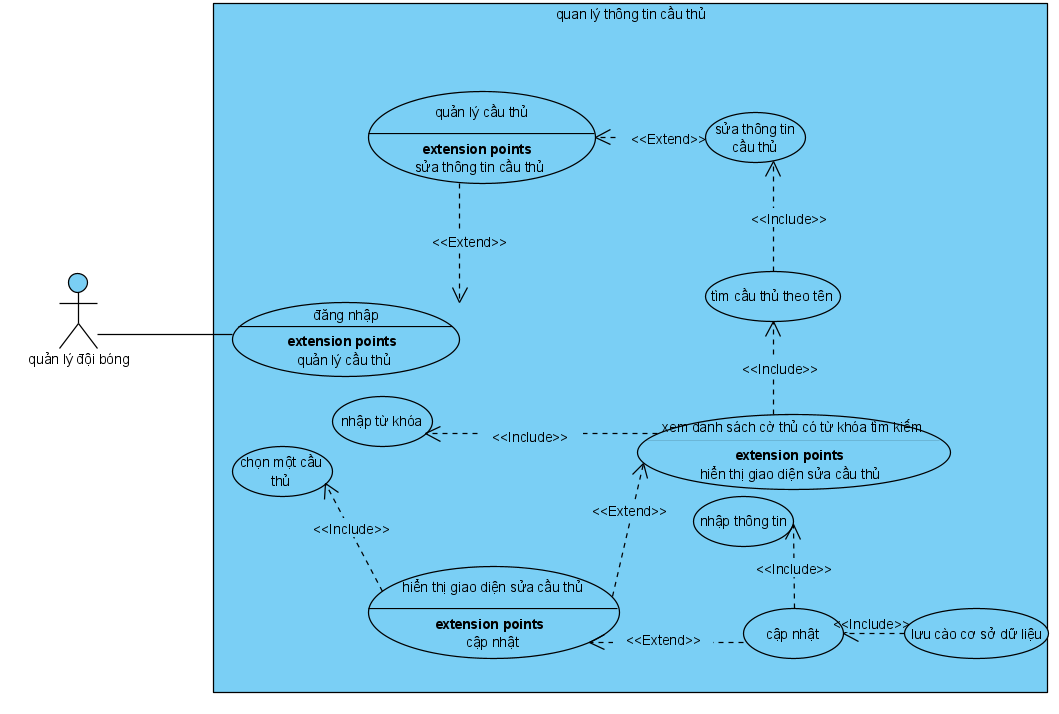 quan lý thông tin cầu thủ
quản lý cầu thủ
extension points
sửa thông tin cầu thủ
<<Extend>>
sửa thông tin
cầu thủ
<<Include>>
<<Extend>>
tìm cầu thủ theo tên
đăng nhập
extension points
quản lý cầu thủ
quản lý đội bóng
<<Include>>
nhập từ khóa
<<Include>>
xem danh sách cờ thủ có từ khóa tìm kiếm
extension points
hiển thị giao diện sửa cầu thủ
chọn một cầu
thủ
<<Include>>
<<Extend>>
nhập thông tin
<<Include>>
hiển thị giao diện sửa cầu thủ
extension points
cập nhật
<<Extend>>
cập nhật
<<Include>>
lưu cào cơ sở dữ liệu